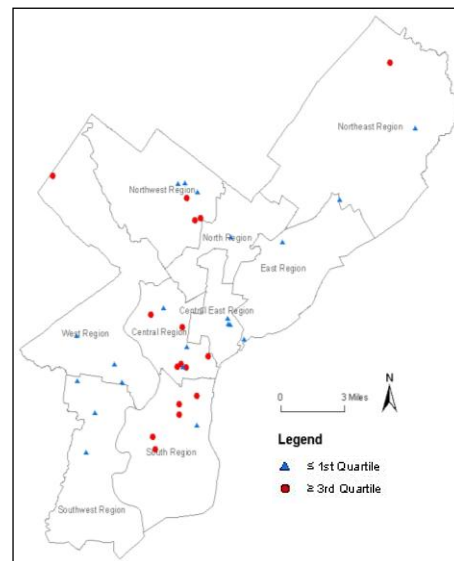 Northeast Region
Northwest Region
North Region
East Region
Central East Region
West Region
Central Region
South Region
Southwest Region
N
0
3 Miles
Legend
≤ 1st Quartile
≥ 3rd Quartile